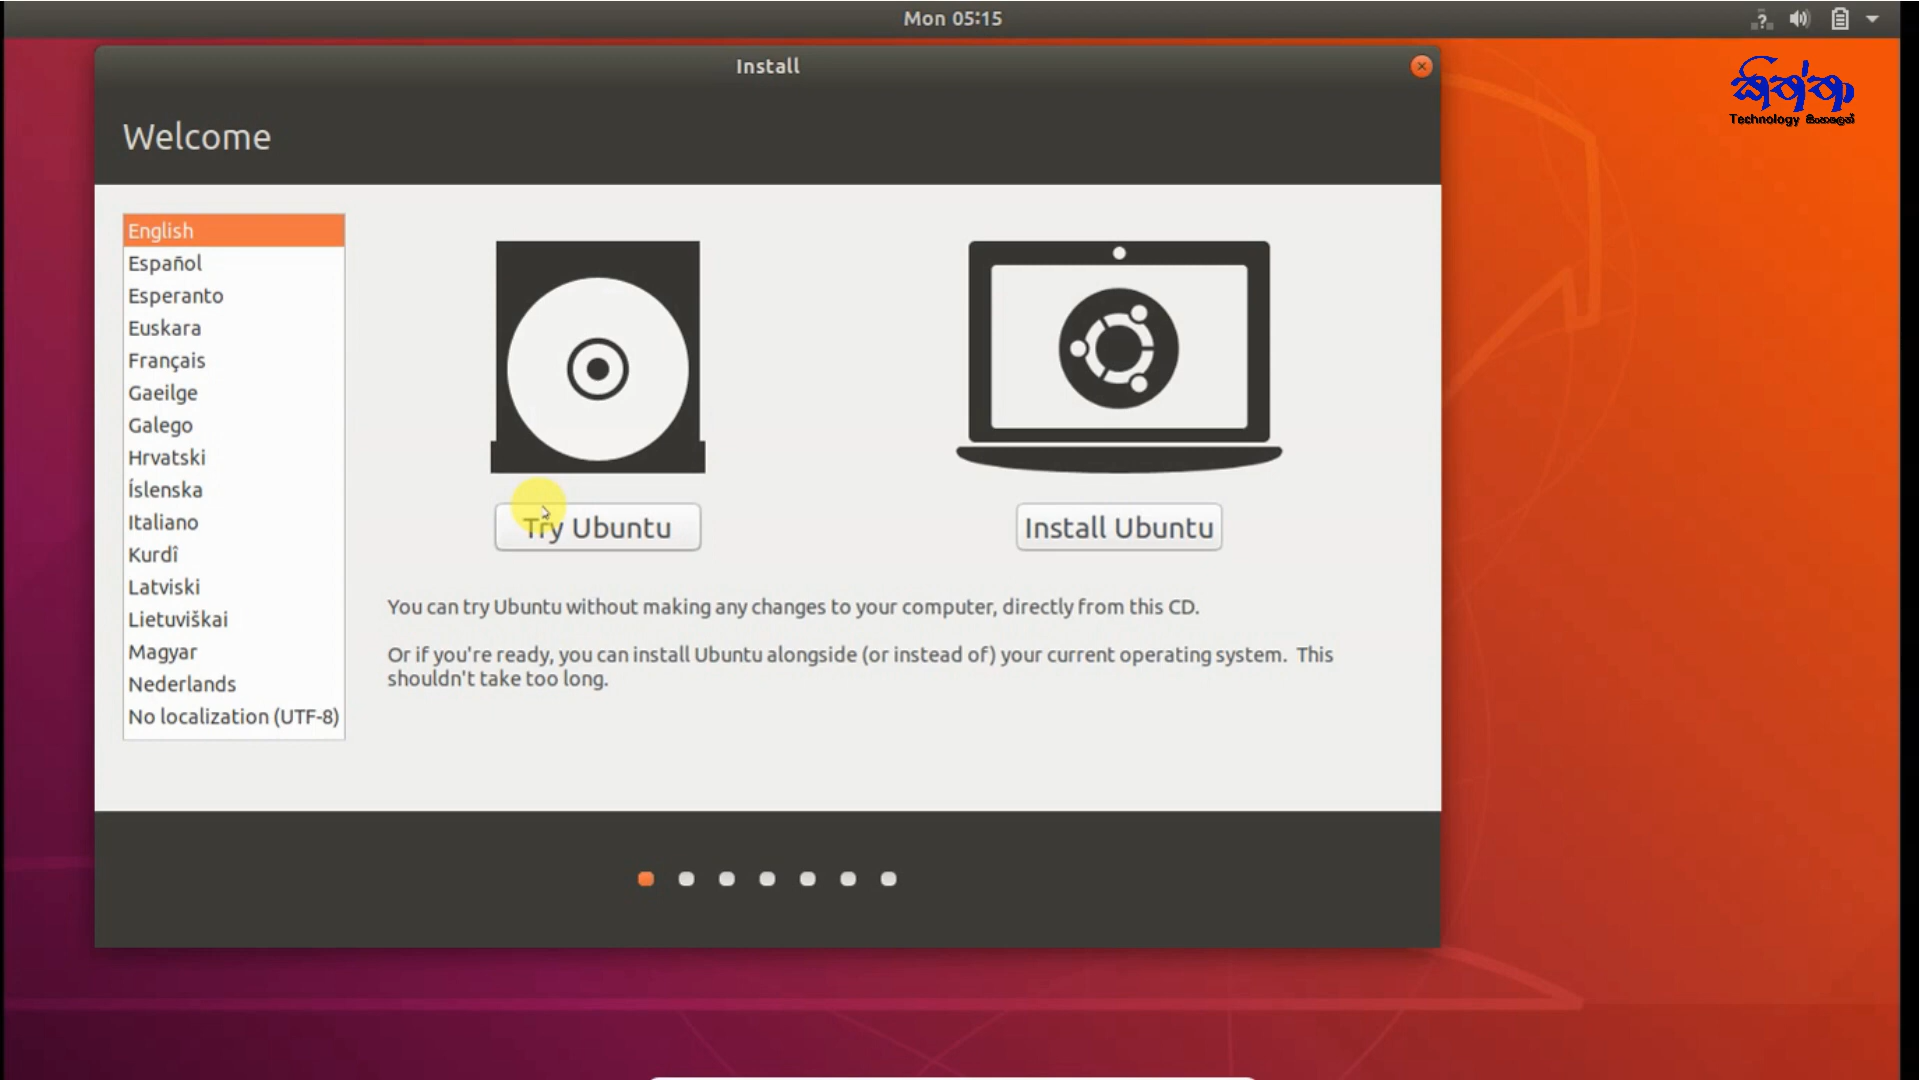 Mon 05:15
Install
Welcome
English
Español
Esperanto
Euskara
Français
Gaeilge
Galego
Hrvatski
Íslenska
Italiano
Kurdî
Latviski
Lietuviškai
Magyar
Nederlands
No localization (UTF-8)
Try Ubuntu
Install Ubuntu
You can try Ubuntu without making any changes to your computer, directly from this CD.
Or if you're ready, you can install Ubuntu alongside (or instead of) your current operating system. This
shouldn't take too long.
Technology සිංහලෙන්